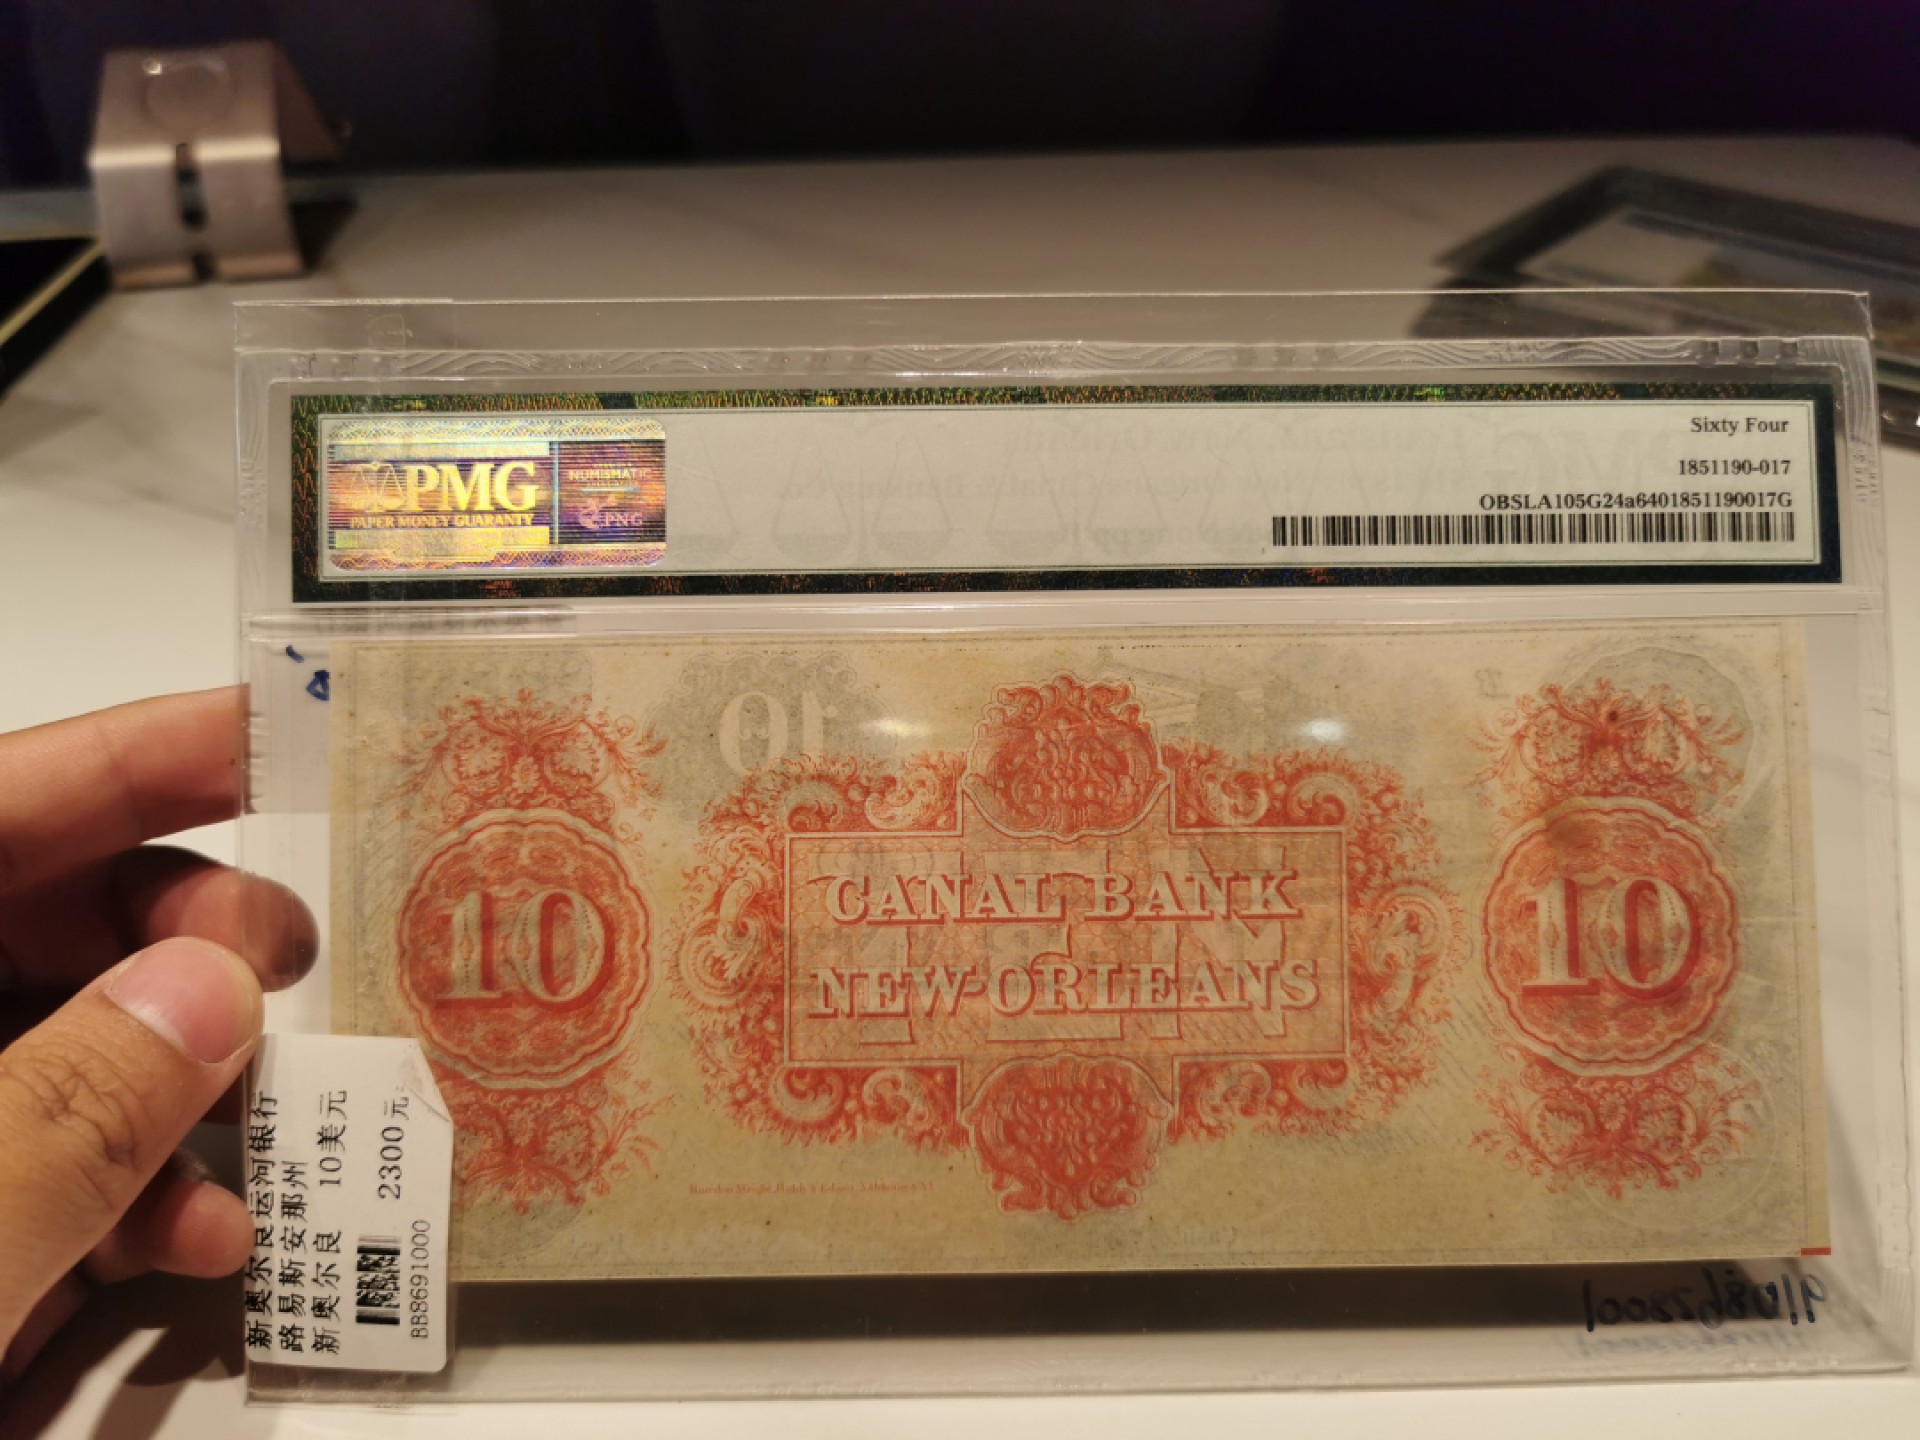 Sixty Four
PMG
PAPER MONEY GUARANTY
NUMISMATIC
PNG
1851190-017
OBSLA105G24a6401851190017G
10
CANAL BANK
NEW-ORLEANS
10
10
新奥尔良运河银行
路易斯安那州
新奥尔良 10美元
2300元
BB8691000